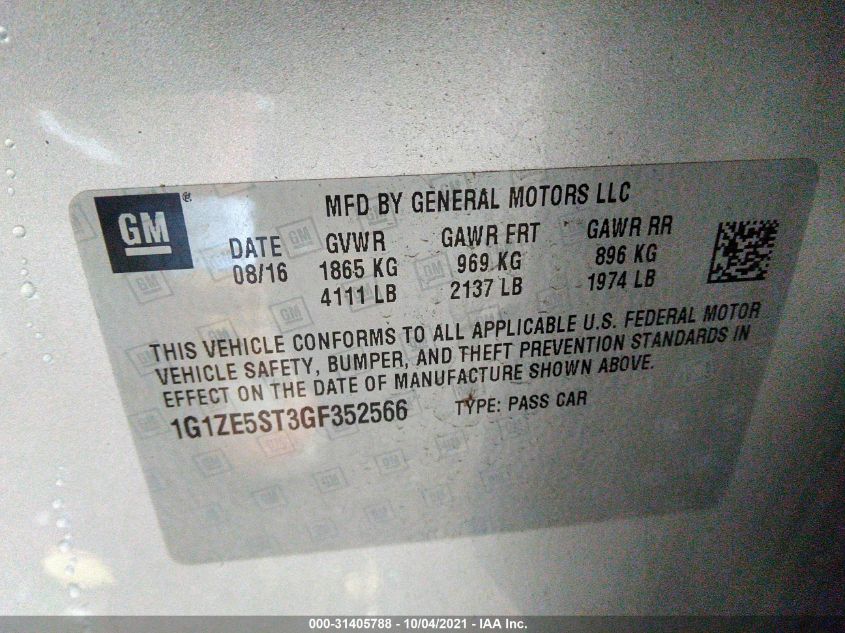 GM®
MFD BY GENERAL MOTORS LLC
DATE GVWR GAWR FRT GAWR RR
08/16 1865 KG 969 KG 896 KG
4111 LB 2137 LB 1974 LB
THIS VEHICLE CONFORMS TO ALL APPLICABLE U.S. FEDERAL MOTOR
VEHICLE SAFETY, BUMPER, AND THEFT PREVENTION STANDARDS IN
EFFECT ON THE DATE OF MANUFACTURE SHOWN ABOVE.
1G1ZE5ST3GF352566 TYPE: PASS CAR
000-31405788 - 10/04/2021 - IAA Inc.